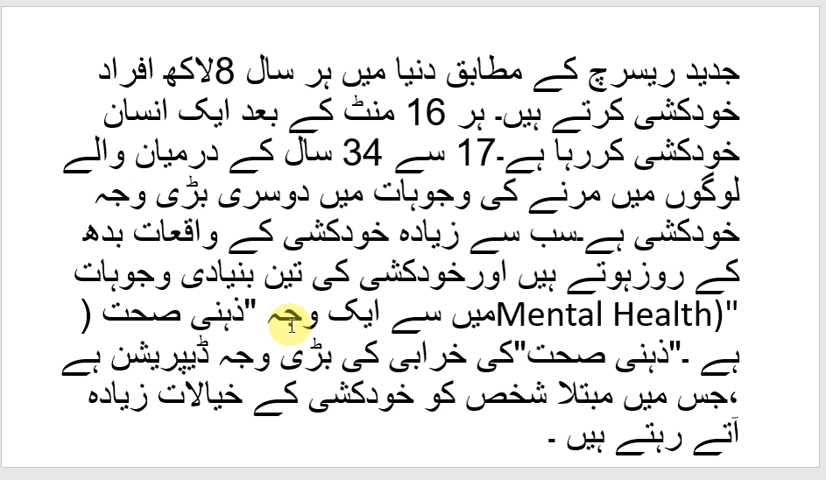 جدید ریسرچ کے مطابق دنیا میں ہر سال 8لاکھ افراد
خودکشی کرتے ہیں۔ ہر 16 منٹ کے بعد ایک انسان
خودکشی کررہا ہے۔17 سے 34 سال کے درمیان والے
لوگوں میں مرنے کی وجوہات میں دوسری بڑی وجہ
خودکشی ہے۔سب سے زیادہ خودکشی کے واقعات بدھ
کے روزہوتے ہیں اورخودکشی کی تین بنیادی وجوہات
"(Mental Healthمیں سے ایک وجہ "ذہنی صحت (
ہے ۔"ذہنی صحت"کی خرابی کی بڑی وجہ ڈیپریشن ہے
،جس میں مبتلا شخص کو خودکشی کے خیالات زیادہ
آتے رہتے ہیں ۔